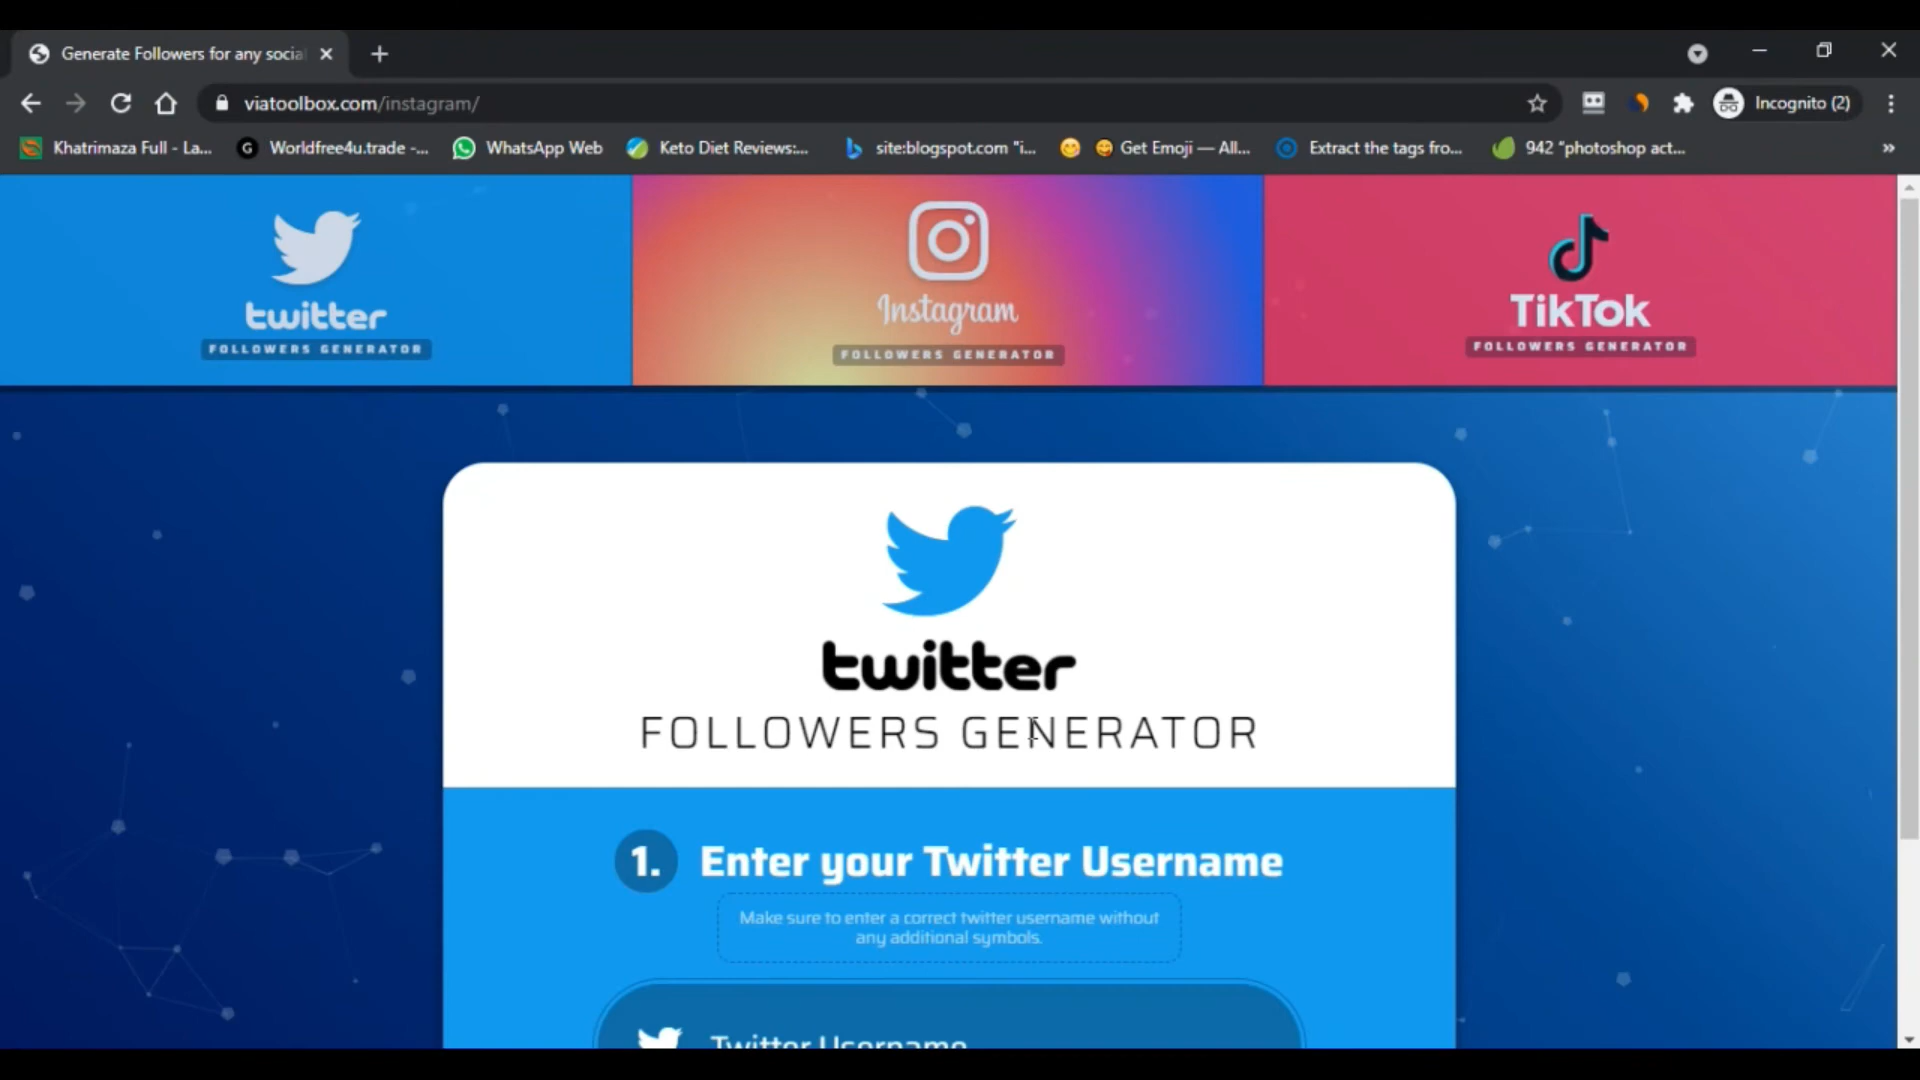 Generate Followers for any socia
viatoolbox.com/instagram/
Incognito (2)
Khatrimaza Full - La...
G
Worldfree4u.trade -...
WhatsApp Web
Keto Diet Reviews:...
site:blogspot.com "i...
Get Emoji — All...
Extract the tags fro...
942 "photoshop act...
»
twitter
FOLLOWERS GENERATOR
Instagram
FOLLOWERS GENERATOR
TikTok
FOLLOWERS GENERATOR
twitter
FOLLOWERS GENERATOR
1. Enter your Twitter Username
Make sure to enter a correct twitter username without
any additional symbols.
Twitter Username